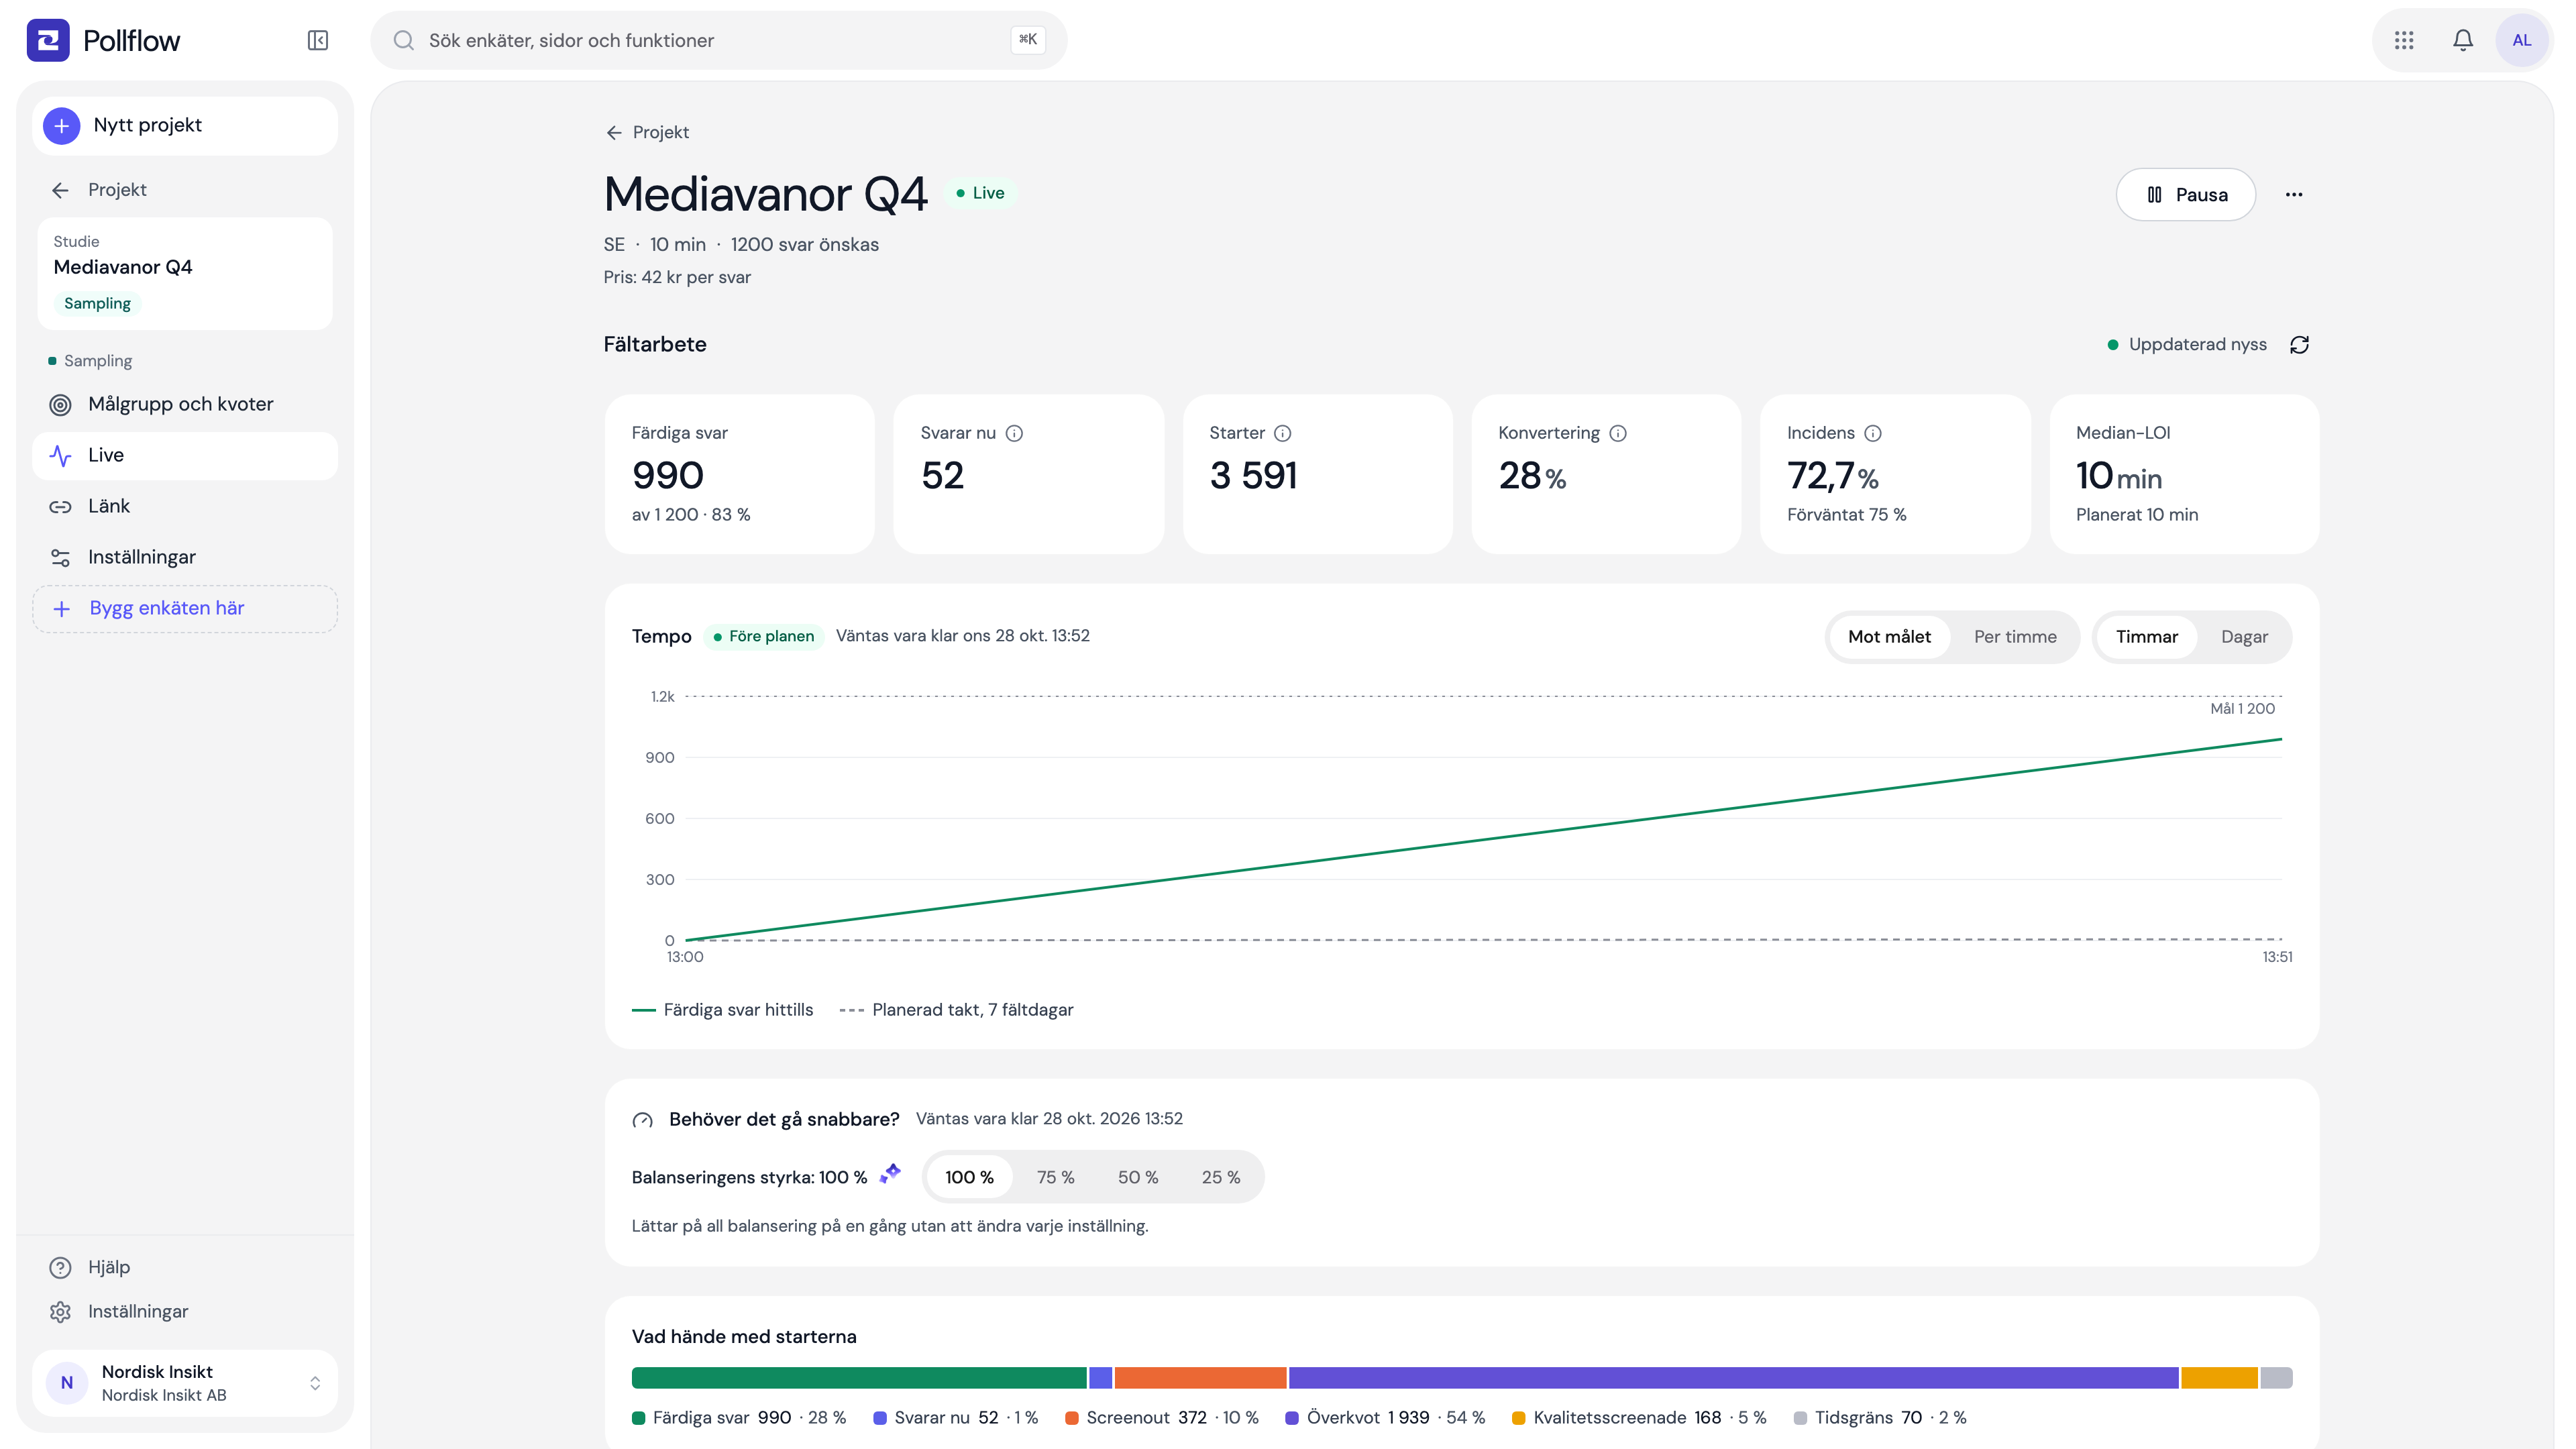 Pollflow
Sök enkäter, sidor och funktioner
⌘K
AL
Nytt projekt
Projekt
Studie
Mediavanor Q4
Sampling
Sampling
Målgrupp och kvoter
Live
Länk
Inställningar
Bygg enkäten här
Hjälp
Inställningar
N
Nordisk Insikt
Nordisk Insikt AB
Projekt
Mediavanor Q4
Live
Pausa
SE · 10 min · 1200 svar önskas
Pris: 42 kr per svar
Fältarbete
Uppdaterad nyss
Färdiga svar
990
av 1 200 · 83 %
Svarar nu
52
Starter
3 591
Konvertering
28 %
Incidens
72,7 %
Förväntat 75 %
Median-LOI
10 min
Planerat 10 min
Tempo
Före planen
Väntas vara klar ons 28 okt. 13:52
Mot målet
Per timme
Timmar
Dagar
1.2k
Mål 1 200
900
600
300
0
13:00
13:51
Färdiga svar hittills
Planerad takt, 7 fältdagar
Behöver det gå snabbare?
Väntas vara klar 28 okt. 2026 13:52
Balanseringens styrka: 100 %
100 %
75 %
50 %
25 %
Lättar på all balansering på en gång utan att ändra varje inställning.
Vad hände med starterna
Färdiga svar 990 · 28 %
Svarar nu 52 · 1 %
Screenout 372 · 10 %
Överkvot 1 939 · 54 %
Kvalitetsscreenade 168 · 5 %
Tidsgräns 70 · 2 %